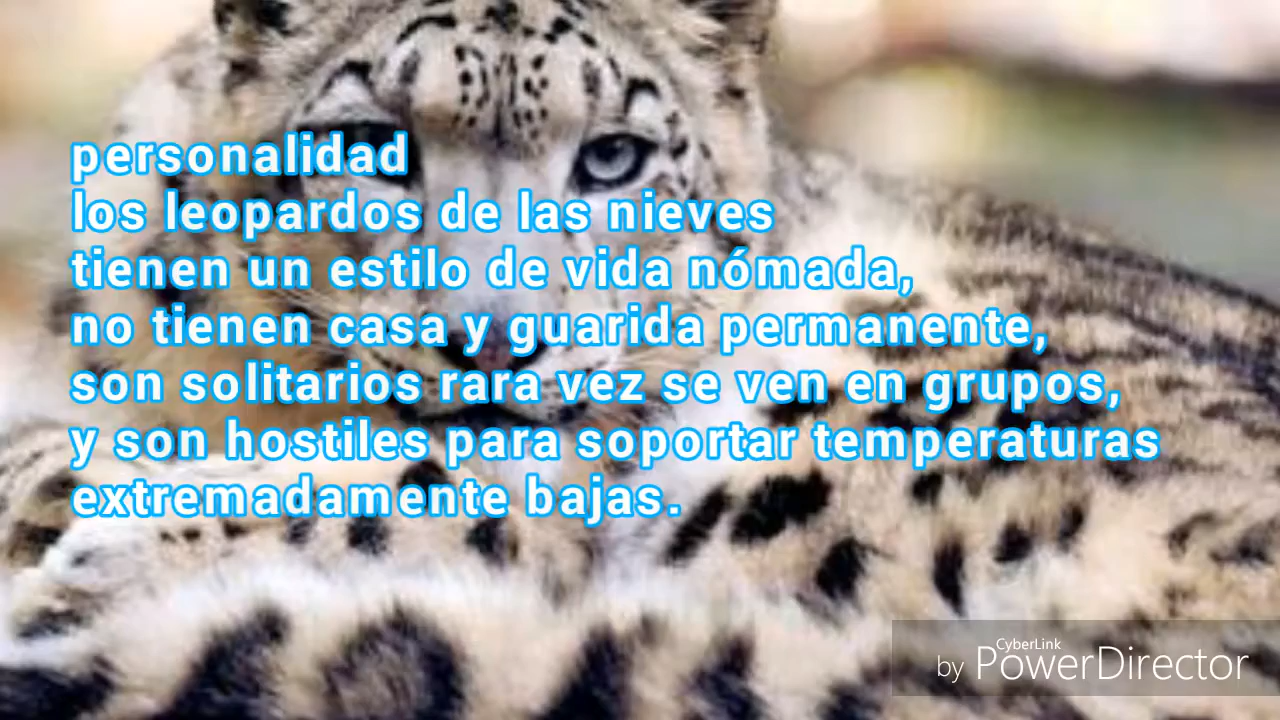 personalidad
los leopardos de las nieves
tienen un estilo de vida nómada,
no tienen casa y guarida permanente,
son solitarios rara vez se ven en grupos,
y son hostiles para soportar temperaturas
extremadamente bajas.
CyberLink
by PowerDirector